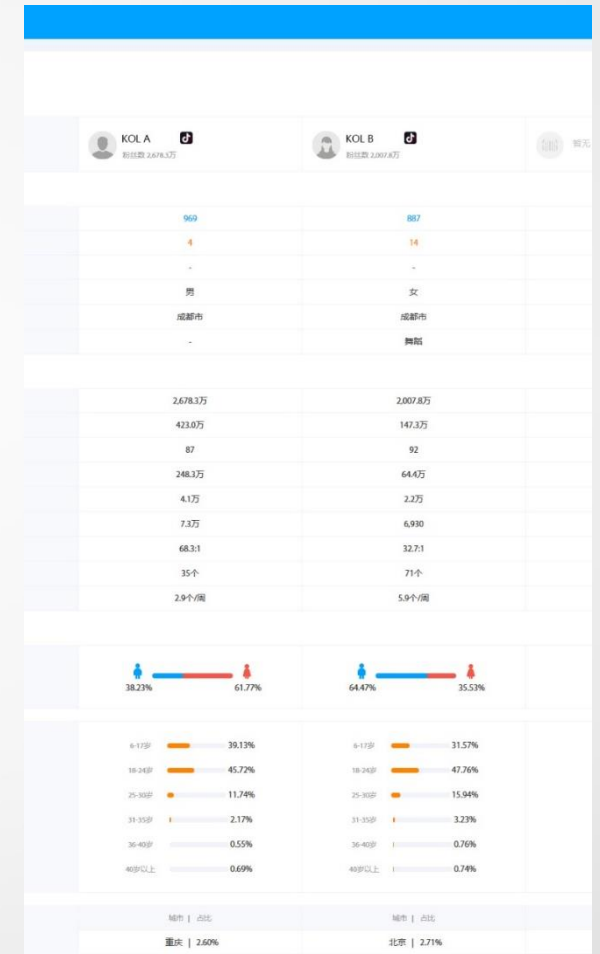 KOL A
KOL B
暂无
粉丝数 2,678.3万
粉丝数 2,007.8万
969 887
4 14
- -
男 女
成都市 成都市
- 舞蹈
2,678.3万 2,007.8万
423.0万 147.3万
87 92
248.3万 64.4万
4.1万 2.2万
7.3万 6,930
68.3:1 32.7:1
35个 71个
2.9个/周 5.9个/周
38.23% 61.77% 64.47% 35.53%
6-17岁 39.13% 6-17岁 31.57%
18-24岁 45.72% 18-24岁 47.76%
25-30岁 11.74% 25-30岁 15.94%
31-35岁 2.17% 31-35岁 3.23%
36-40岁 0.55% 36-40岁 0.76%
40岁以上 0.69% 40岁以上 0.74%
城市 | 占比 城市 | 占比
重庆 | 2.60% 北京 | 2.71%